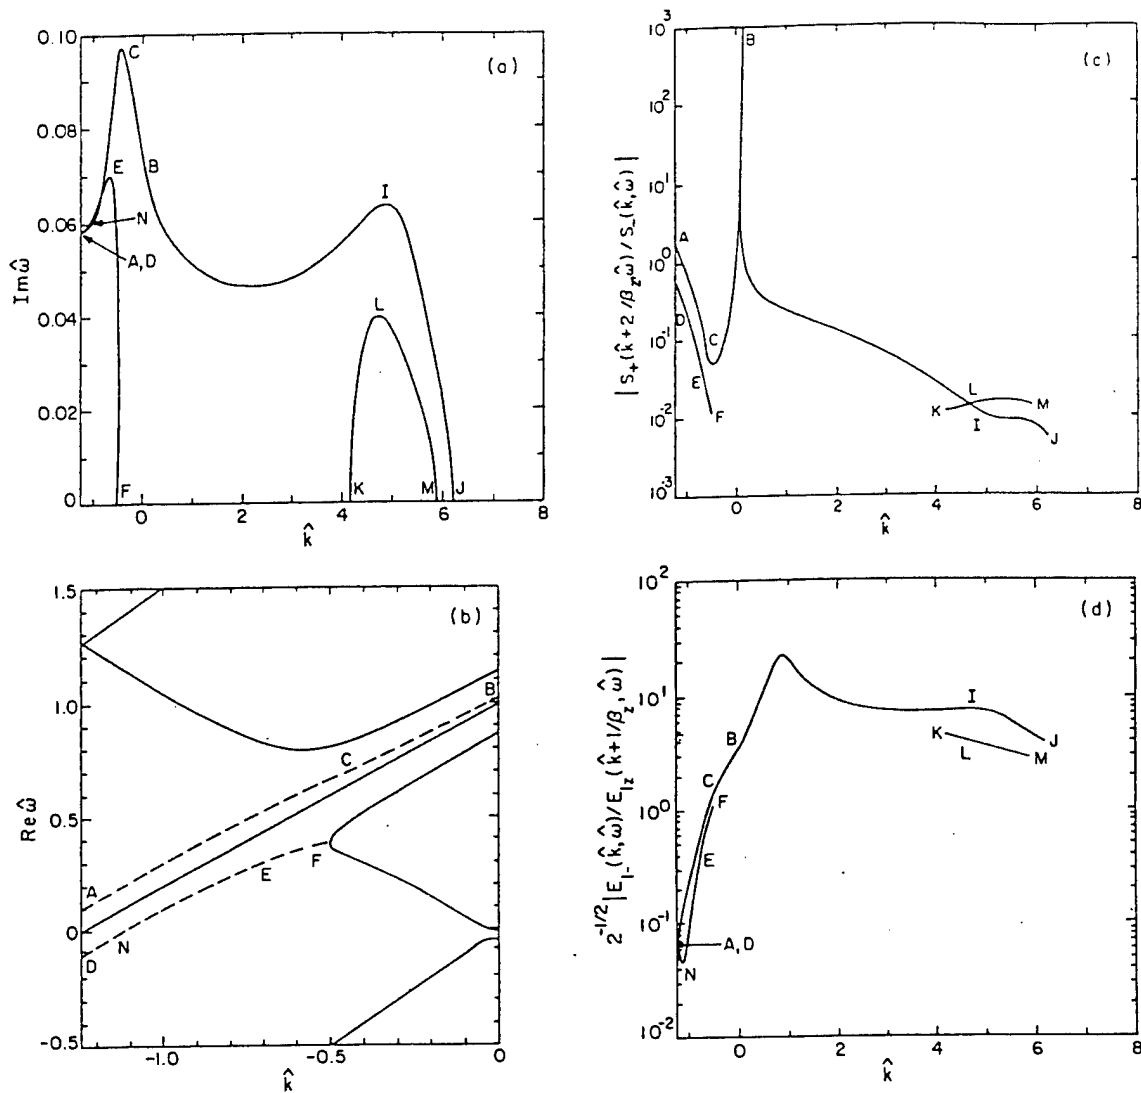 (a)
0.10
0.08
0.06
0.04
0.02
0
Im ω̂
0
2
4
6
8
k̂
C
E
B
N
A,D
I
L
F
K
M
J
(c)
10³
10²
10¹
10⁰
10⁻¹
10⁻²
10⁻³
|S₊(k̂+2/β_z,ω̂)/S₋(k̂,ω̂)|
0
2
4
6
8
k̂
B
A
D
C
E
F
L
K
M
I
J
(b)
1.5
1.0
0.5
0
-0.5
Re ω̂
-1.0
-0.5
0
k̂
B
C
A
F
E
N
D
(d)
10²
10¹
10⁰
10⁻¹
10⁻²
2^{-1/2}|E₁₋(k̂,ω̂)/E_{1z}(k̂+1/β_z,ω̂)|
0
2
4
6
8
k̂
I
B
K
J
L
M
C
F
E
A,D
N